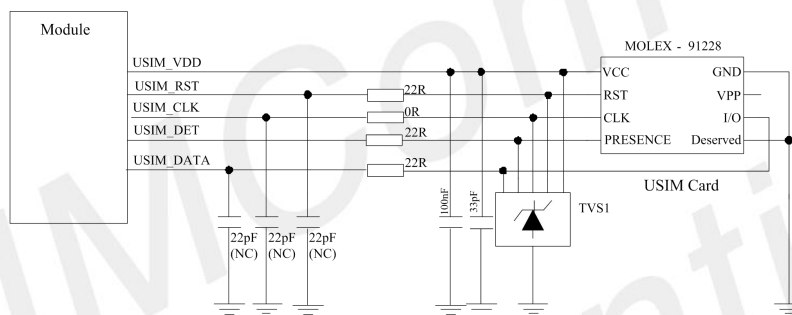 Module
MOLEX - 91228
USIM_VDD
VCC
GND
USIM_RST
22R
RST
VPP
USIM_CLK
0R
CLK
I/O
USIM_DET
22R
PRESENCE
Deserved
USIM_DATA
22R
USIM Card
100nF
33pF
TVS1
22pF
(NC)
22pF
(NC)
22pF
(NC)